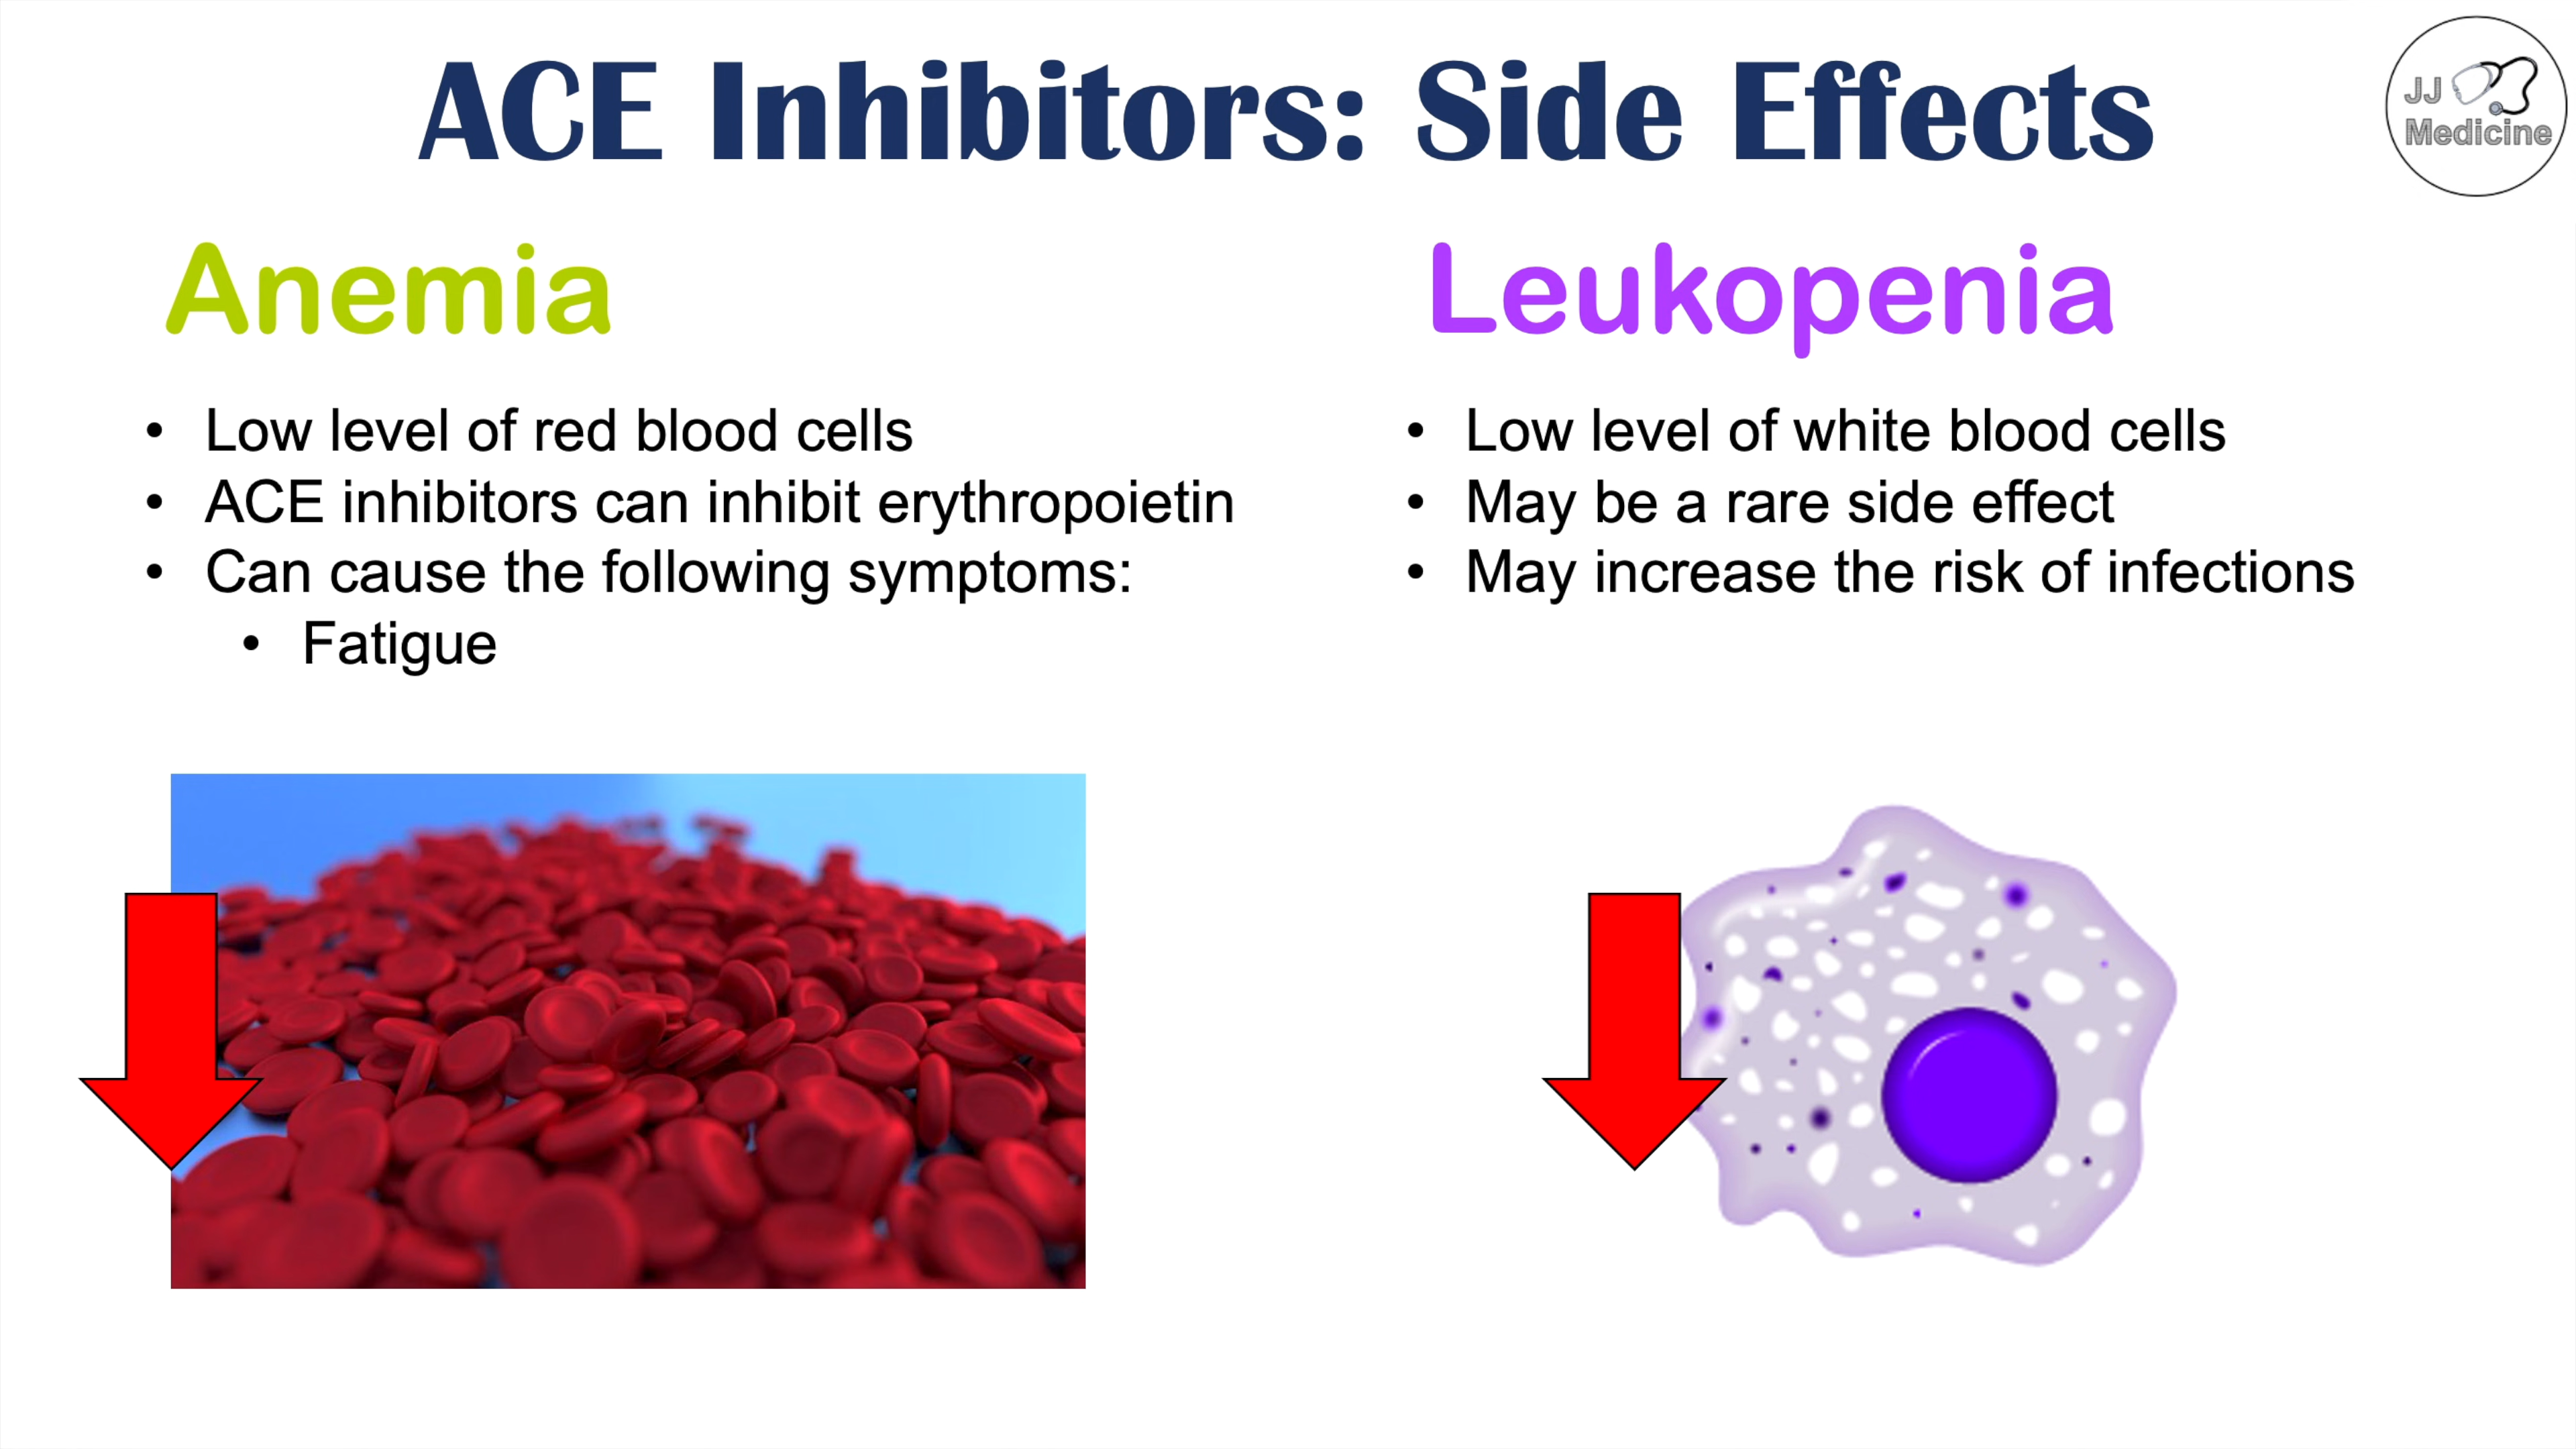 ACE Inhibitors: Side Effects
JJ
Medicine
Anemia
• Low level of red blood cells
• ACE inhibitors can inhibit erythropoietin
• Can cause the following symptoms:
• Fatigue
Leukopenia
• Low level of white blood cells
• May be a rare side effect
• May increase the risk of infections